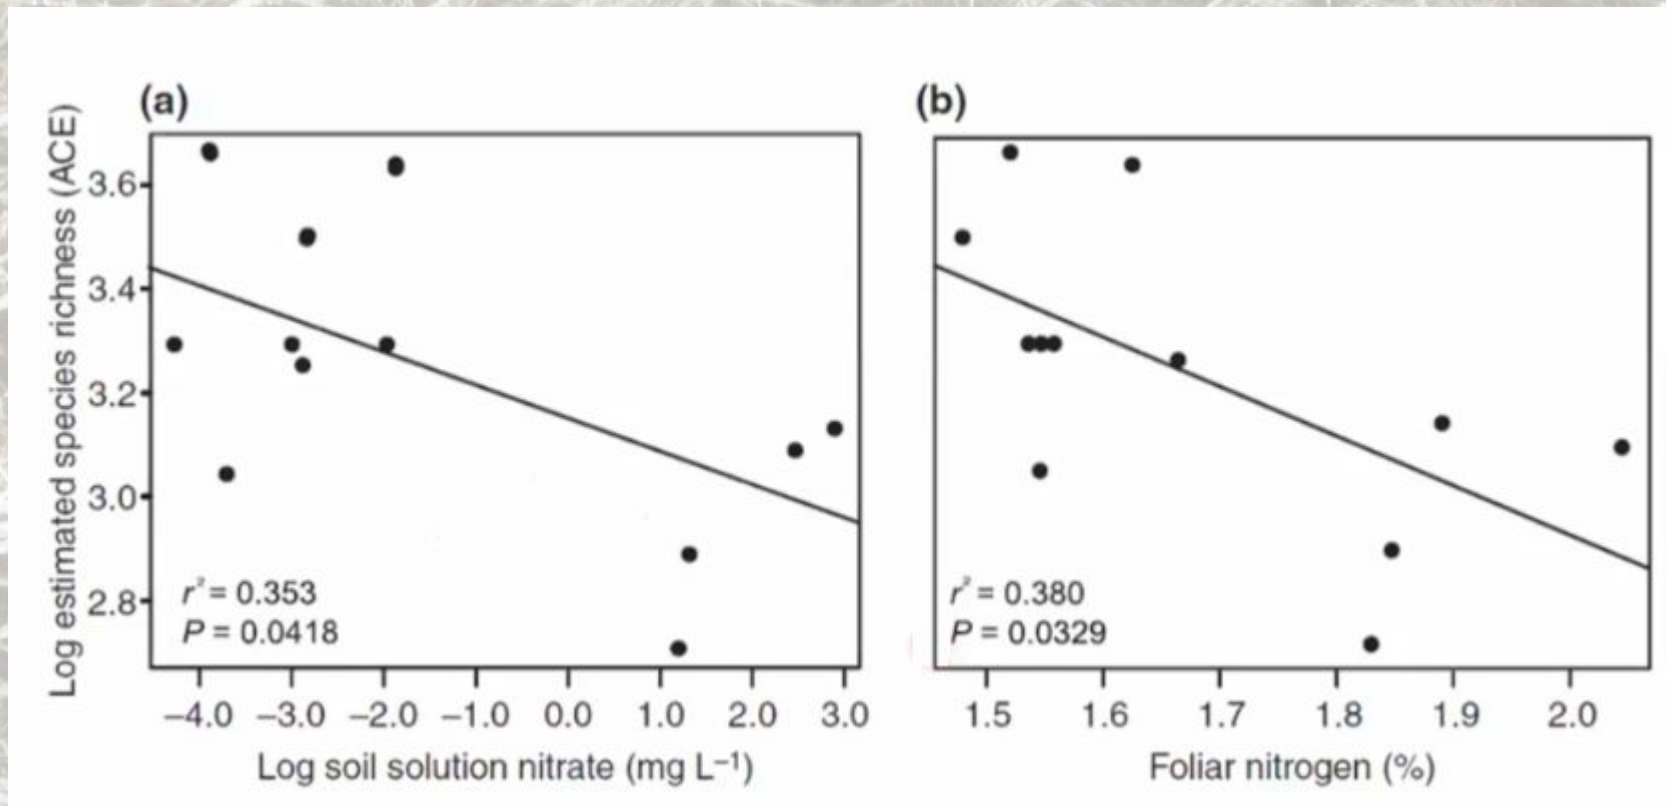 (a)
Log estimated species richness (ACE)
3.6
3.4
3.2
3.0
2.8
r² = 0.353
P = 0.0418
–4.0 –3.0 –2.0 –1.0 0.0 1.0 2.0 3.0
Log soil solution nitrate (mg L–1)
(b)
r² = 0.380
P = 0.0329
1.5 1.6 1.7 1.8 1.9 2.0
Foliar nitrogen (%)